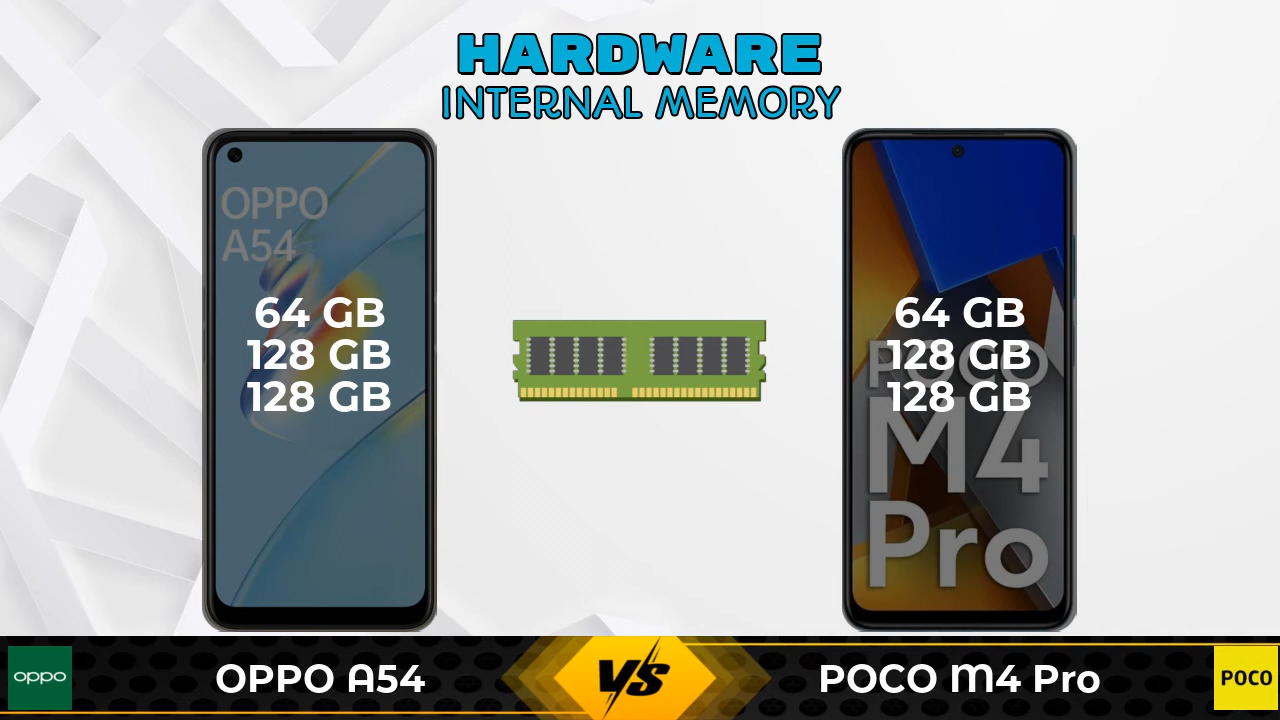 HARDWARE
INTERNAL MEMORY
OPPO
A54
64 GB
128 GB
128 GB
64 GB
128 GB
128 GB
POCO
M4
Pro
oppo
OPPO A54
VS
POCO M4 Pro
POCO